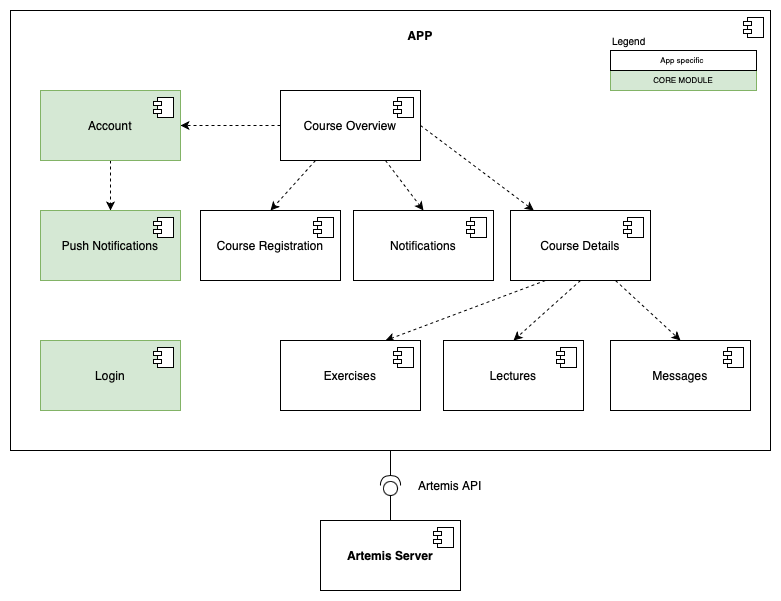 APP
Legend
App specific
CORE MODULE
Account
Course Overview
Push Notifications
Course Registration
Notifications
Course Details
Login
Exercises
Lectures
Messages
Artemis API
Artemis Server